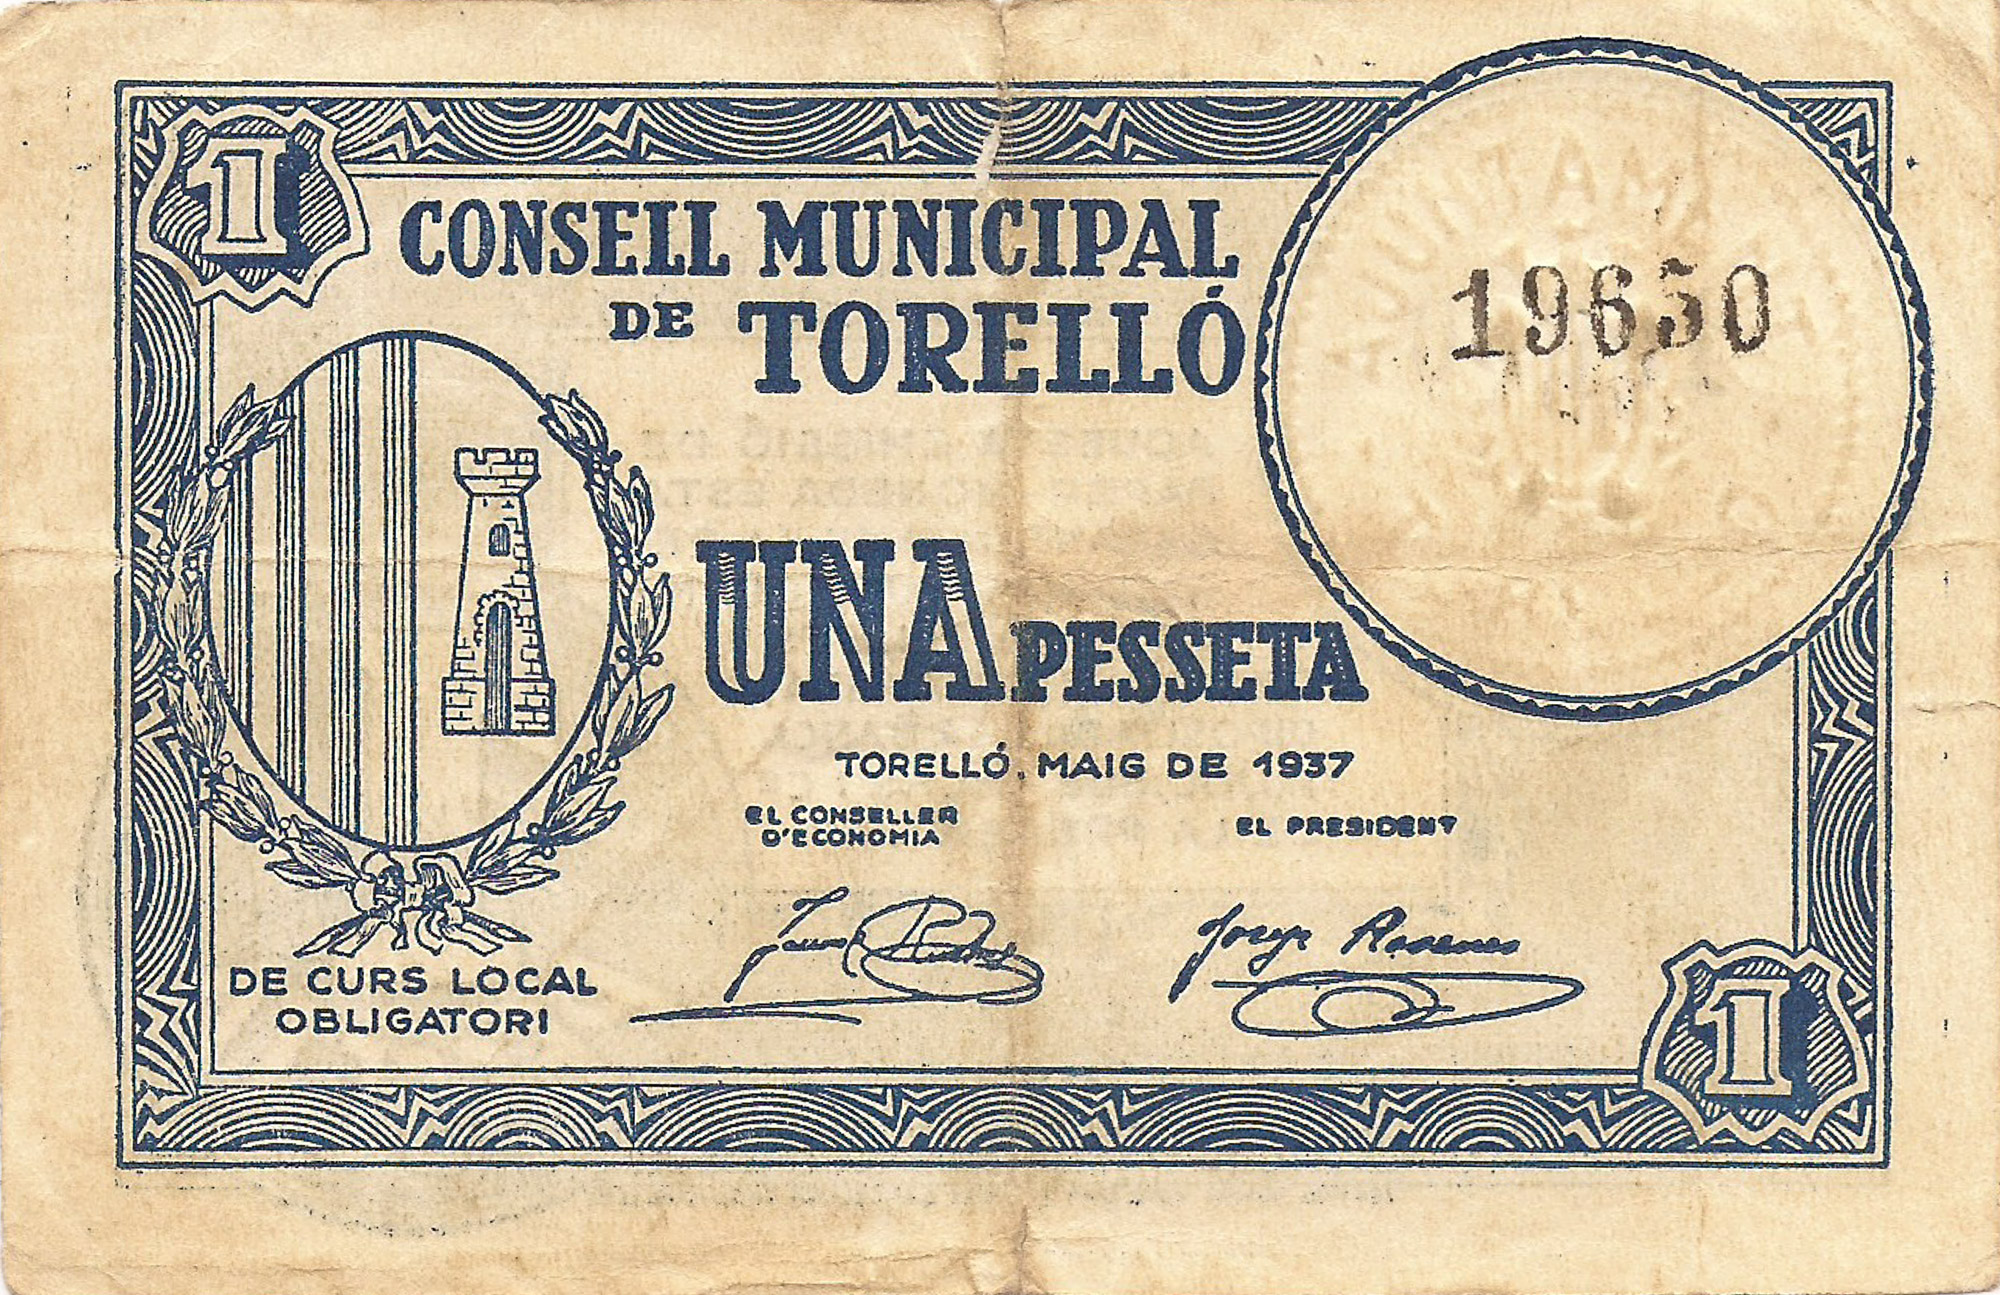 1
CONSELL MUNICIPAL
DE TORELLÓ
19650
UNA PESSETA
TORELLÓ, MAIG DE 1937
EL CONSELLER
D'ECONOMIA
EL PRESIDENT
DE CURS LOCAL
OBLIGATORI
1